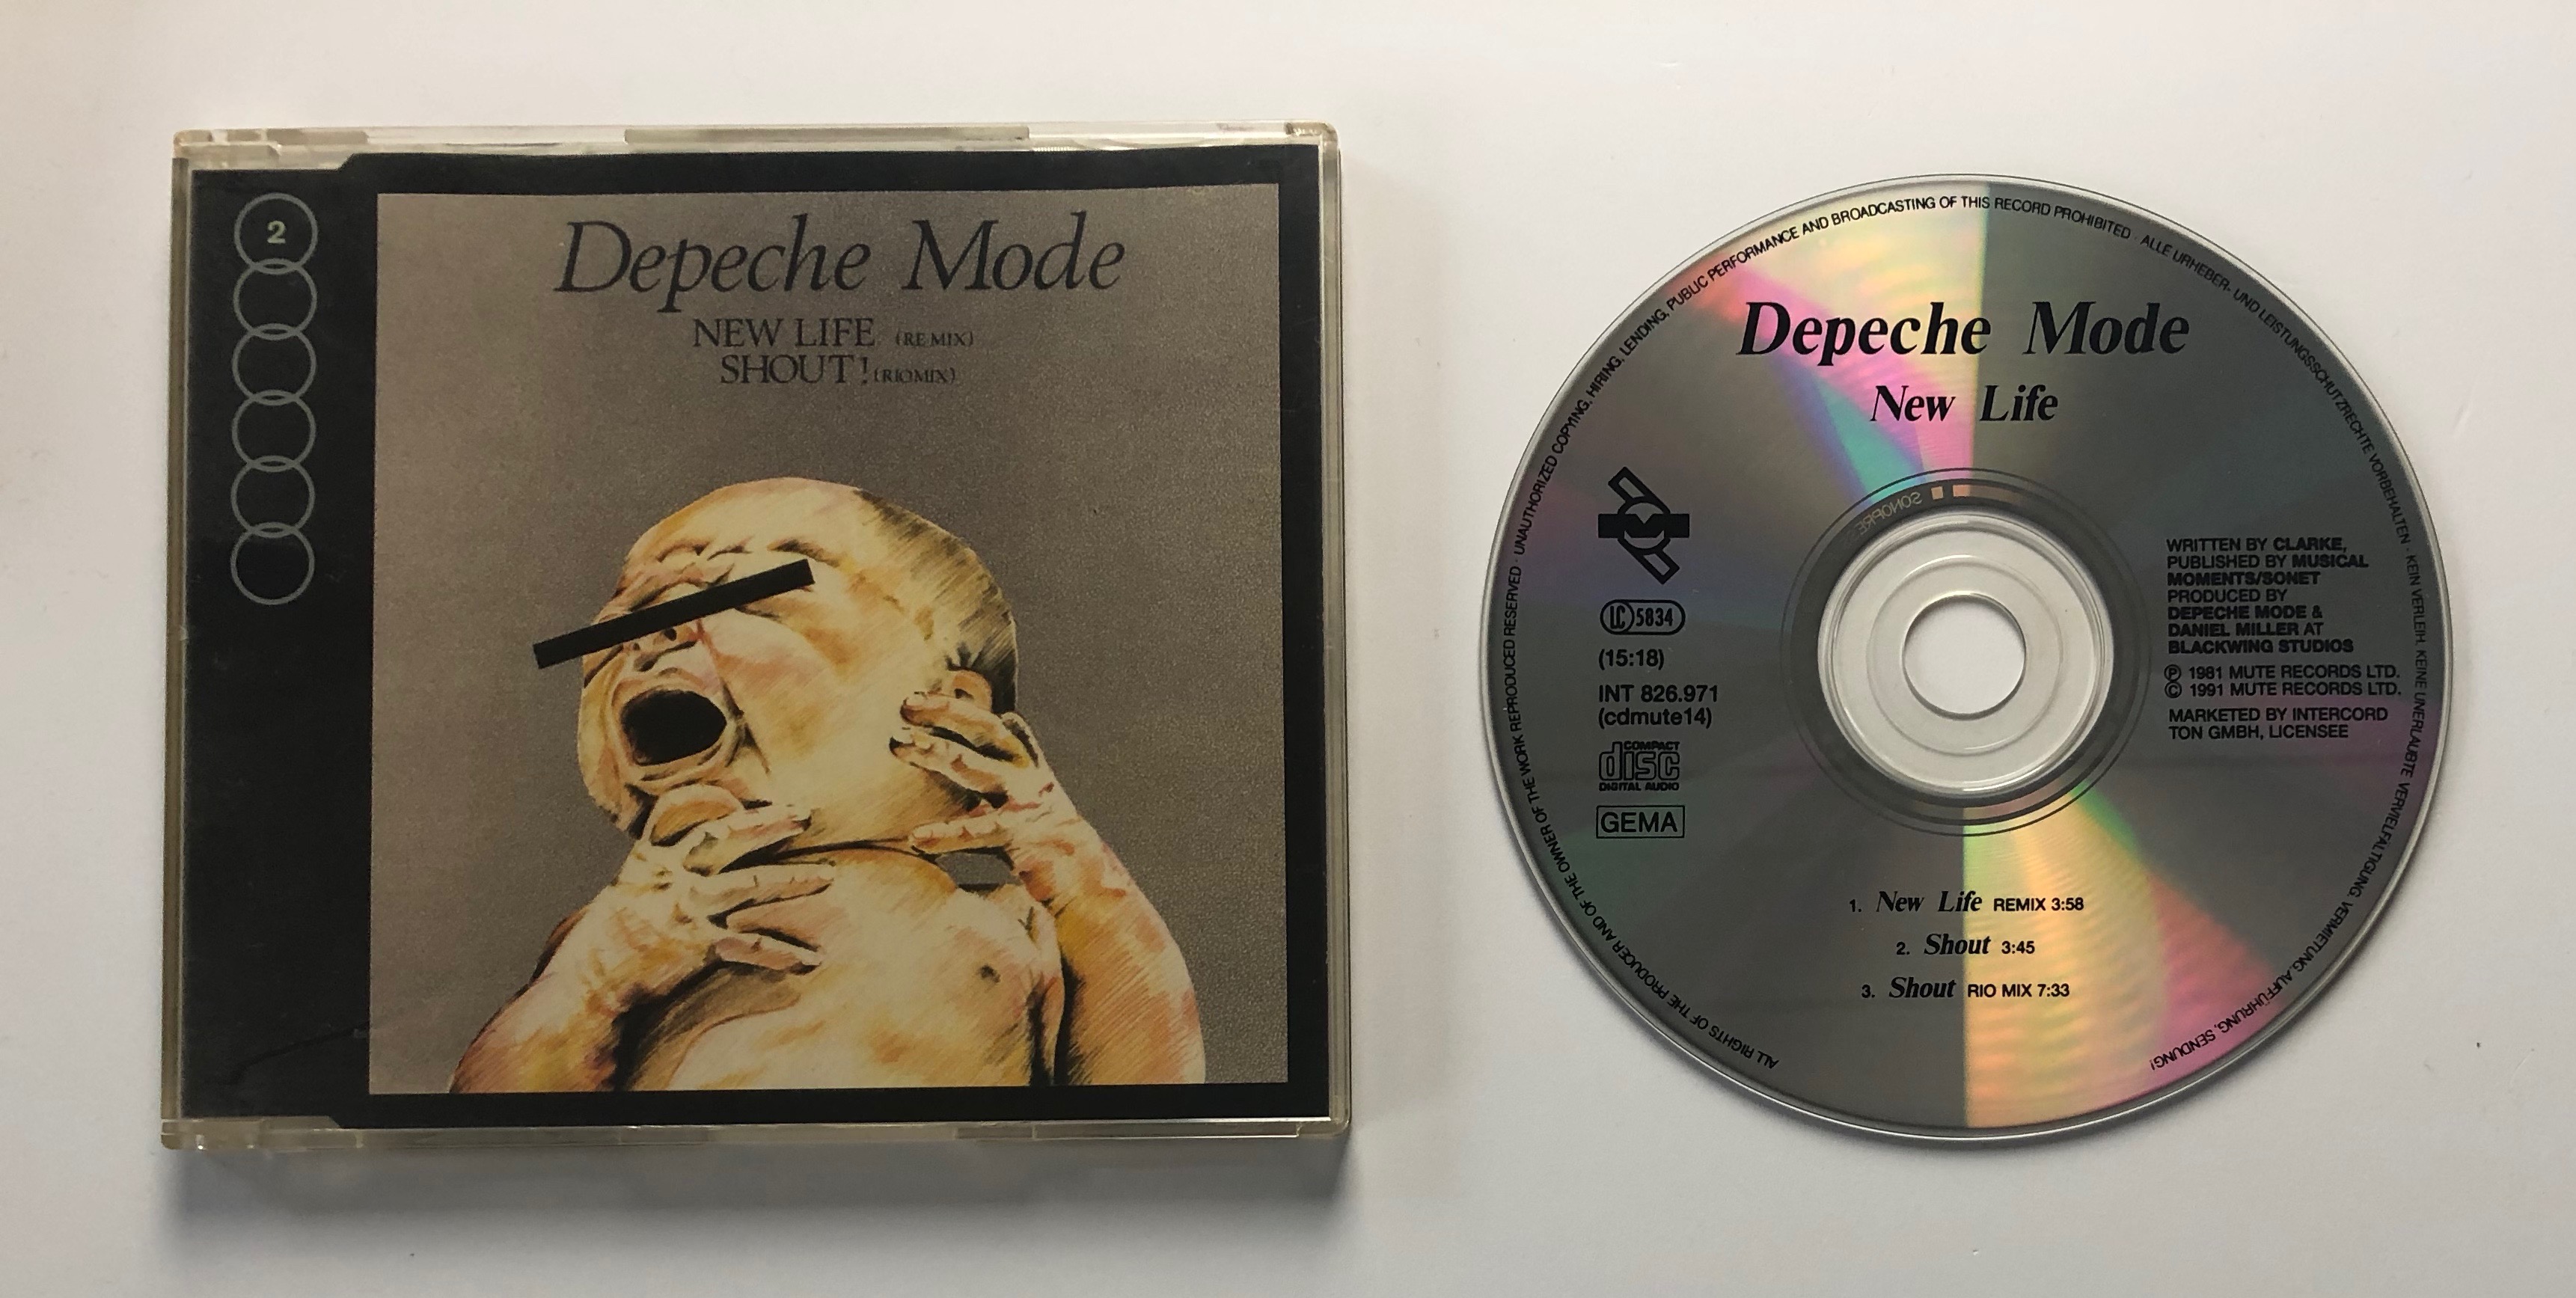 2
Depeche Mode
NEW LIFE (REMIX)
SHOUT! (RIOMIX)
ALL RIGHTS OF THE PRODUCER AND OF THE OWNER OF THE WORK REPRODUCED RESERVED · UNAUTHORIZED COPYING, HIRING, LENDING, PUBLIC PERFORMANCE AND BROADCASTING OF THIS RECORD PROHIBITED · ALLE URHEBER- UND LEISTUNGSSCHUTZRECHTE VORBEHALTEN · KEIN VERLEIH, KEINE UNERLAUBTE VERVIELFÄLTIGUNG, VERMIETUNG, AUFFÜHRUNG, SENDUNG!
Depeche Mode
New Life
SONOPRE
LC 5834
(15:18)
INT 826.971
(cdmute14)
COMPACT
disc
DIGITAL AUDIO
GEMA
WRITTEN BY CLARKE,
PUBLISHED BY MUSICAL
MOMENTS/SONET
PRODUCED BY
DEPECHE MODE &
DANIEL MILLER AT
BLACKWING STUDIOS
℗ 1981 MUTE RECORDS LTD.
© 1991 MUTE RECORDS LTD.
MARKETED BY INTERCORD
TON GMBH, LICENSEE
1. New Life REMIX 3:58
2. Shout 3:45
3. Shout RIO MIX 7:33